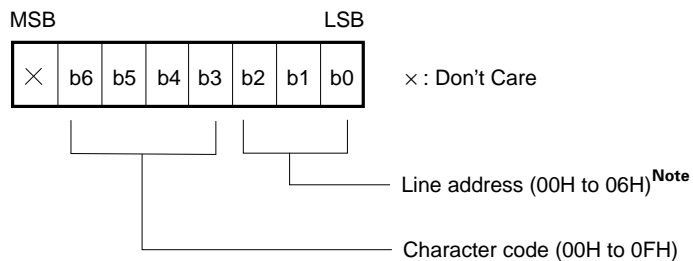 MSB LSB
× b6 b5 b4 b3 b2 b1 b0 × : Don't Care
Line address (00H to 06H)Note
Character code (00H to 0FH)